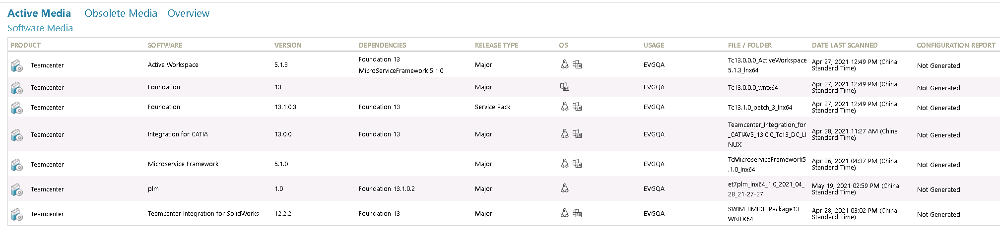 Active Media Obsolete Media Overview
Software Media
PRODUCT SOFTWARE VERSION DEPENDENCIES RELEASE TYPE OS USAGE FILE / FOLDER DATE LAST SCANNED CONFIGURATION REPORT
Teamcenter Active Workspace 5.1.3 Foundation 13 Major 64 EVGQA Tc13.0.0.0_ActiveWorkspace Apr 27, 2021 12:49 PM (China Not Generated
MicroServiceFramework 5.1.0 5.1.3_lnx64 Standard Time)
Teamcenter Foundation 13 Major 64 EVGQA Tc13.0.0.0_wntx64 Apr 27, 2021 12:49 PM (China Not Generated
Standard Time)
Teamcenter Foundation 13.1.0.3 Foundation 13 Service Pack 64 EVGQA Tc13.1.0_patch_3_lnx64 Apr 27, 2021 12:49 PM (China Not Generated
Standard Time)
Teamcenter_Integration_for
Teamcenter Integration for CATIA 13.0.0 Foundation 13 Major 64 EVGQA _CATIAV5_13.0.0_Tc13_DC_LI Apr 28, 2021 11:27 AM (China Not Generated
NUX Standard Time)
Teamcenter Microservice Framework 5.1.0 Major 64 EVGQA TcMicroserviceFramework5 Apr 26, 2021 04:37 PM (China Not Generated
.1.0_lnx64 Standard Time)
Teamcenter plm 1.0 Foundation 13.1.0.2 Major EVGQA et7plm_lnx64_1.0_2021_04_ May 19, 2021 02:59 PM (China Not Generated
28_21-27-27 Standard Time)
Teamcenter Teamcenter Integration for SolidWorks 12.2.2 Foundation 13 Major 64 EVGQA SWIM_BMIDE_Package13_ Apr 28, 2021 03:02 PM (China Not Generated
WNTX64 Standard Time)